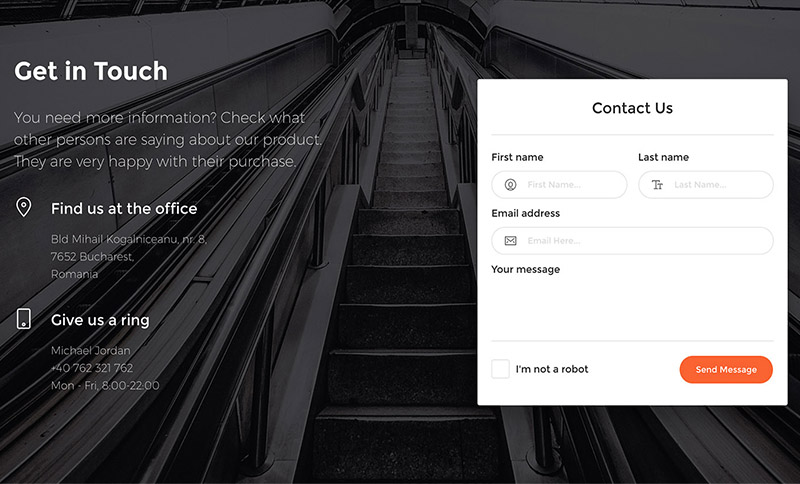 Get in Touch
You need more information? Check what
other persons are saying about our product.
They are very happy with their purchase.
Find us at the office
Bld Mihail Kogalniceanu, nr. 8,
7652 Bucharest,
Romania
Give us a ring
Michael Jordan
+40 762 321 762
Mon - Fri, 8:00-22:00
Contact Us
First name
Last name
First Name...
Tt Last Name...
Email address
Email Here...
Your message
I'm not a robot
Send Message